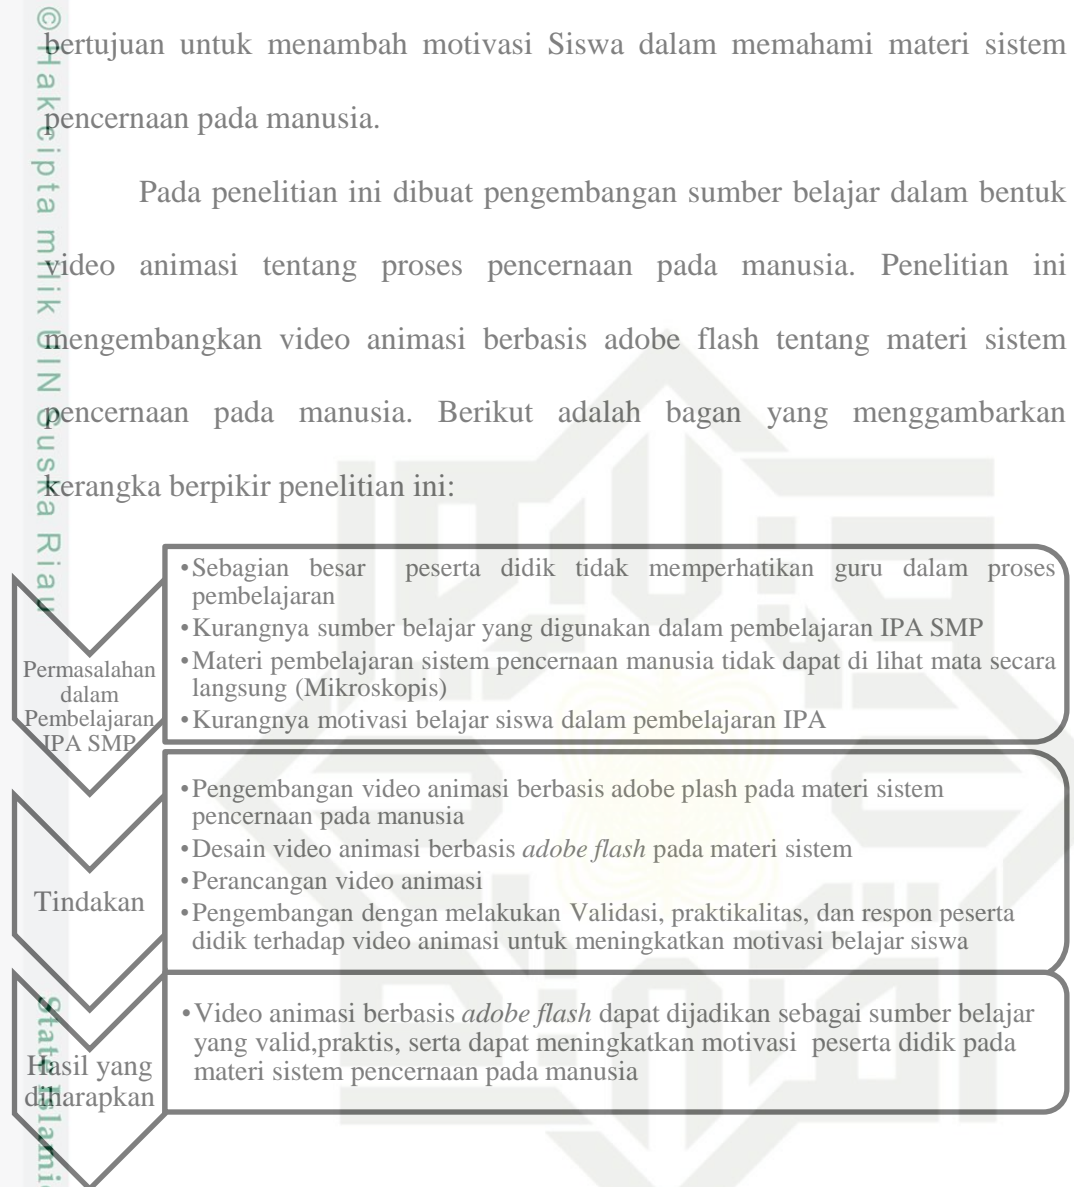 bertujuan untuk menambah motivasi Siswa dalam memahami materi sistem
pencernaan pada manusia.
Pada penelitian ini dibuat pengembangan sumber belajar dalam bentuk
video animasi tentang proses pencernaan pada manusia. Penelitian ini
mengembangkan video animasi berbasis adobe flash tentang materi sistem
pencernaan pada manusia. Berikut adalah bagan yang menggambarkan
kerangka berpikir penelitian ini:
Permasalahan
dalam
Pembelajaran
IPA SMP
•Sebagian besar peserta didik tidak memperhatikan guru dalam proses
pembelajaran
•Kurangnya sumber belajar yang digunakan dalam pembelajaran IPA SMP
•Materi pembelajaran sistem pencernaan manusia tidak dapat di lihat mata secara
langsung (Mikroskopis)
•Kurangnya motivasi belajar siswa dalam pembelajaran IPA
Tindakan
•Pengembangan video animasi berbasis adobe plash pada materi sistem
pencernaan pada manusia
•Desain video animasi berbasis adobe flash pada materi sistem
•Perancangan video animasi
•Pengembangan dengan melakukan Validasi, praktikalitas, dan respon peserta
didik terhadap video animasi untuk meningkatkan motivasi belajar siswa
Hasil yang
diharapkan
•Video animasi berbasis adobe flash dapat dijadikan sebagai sumber belajar
yang valid,praktis, serta dapat meningkatkan motivasi peserta didik pada
materi sistem pencernaan pada manusia
© Hak cipta milik UIN Suska Riau
State Islamic